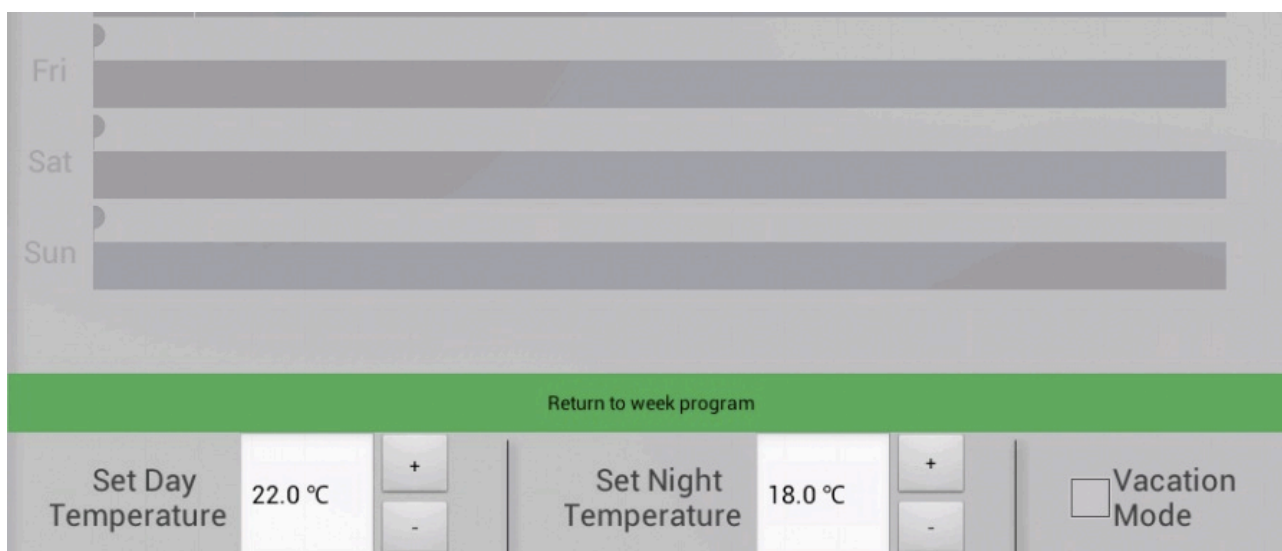 Fri
Sat
Sun
Return to week program
Set Day
Temperature
22.0 °C
+
-
Set Night
Temperature
18.0 °C
+
-
Vacation
Mode